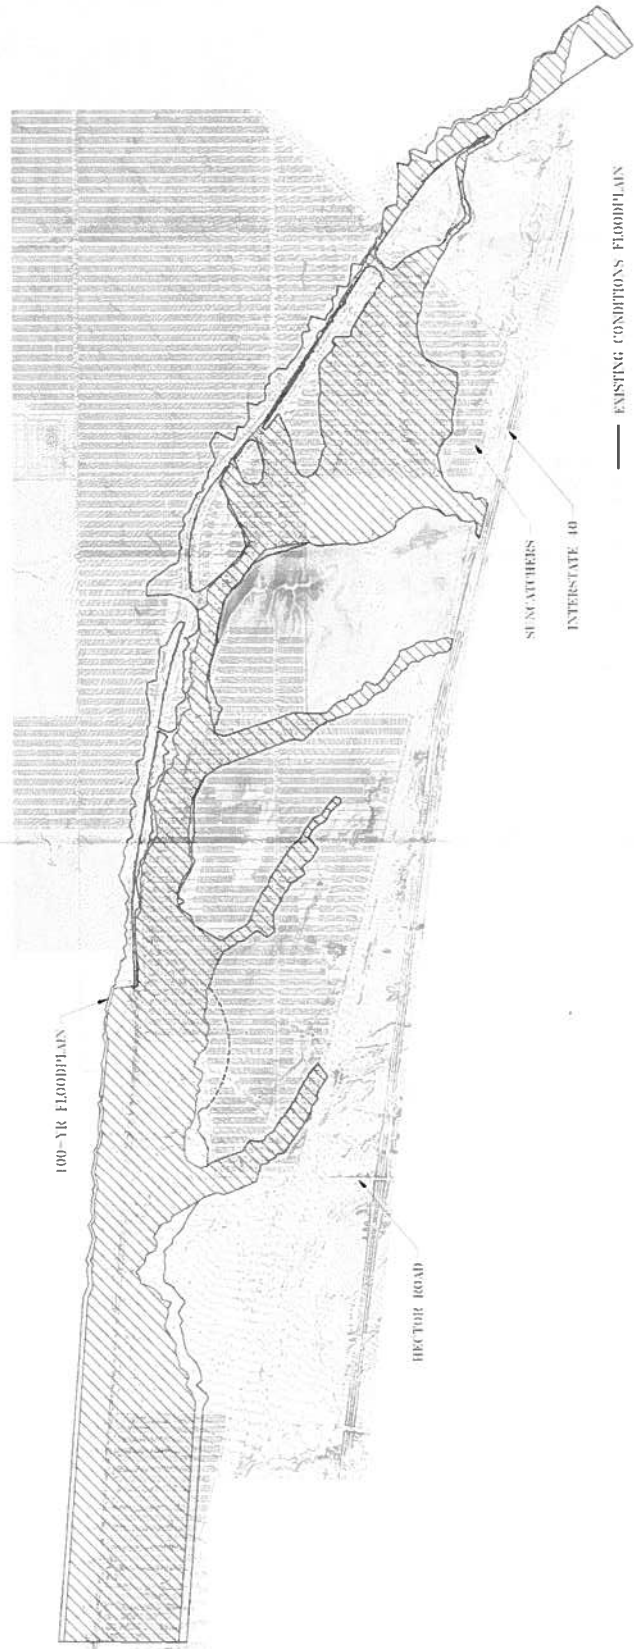 100-YR FLOODPLAIN
HECTOR ROAD
SUNCATCHERS
INTERSTATE 40
EXISTING CONDITIONS FLOODPLAIN